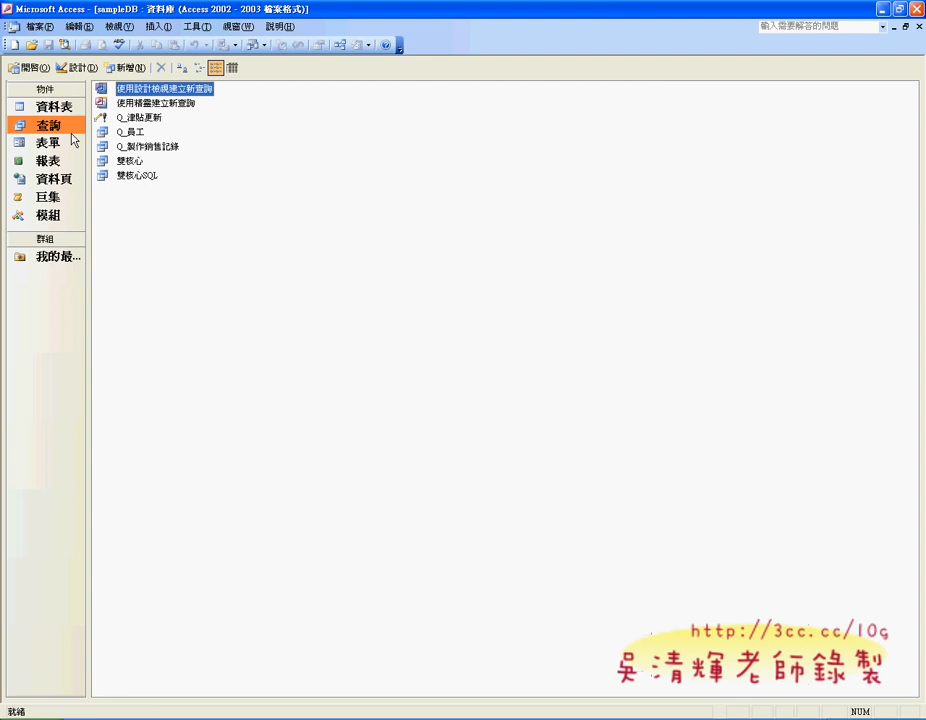 Microsoft Access - [sampleDB : 資料庫 (Access 2002 - 2003 檔案格式)]
檔案(F) 編輯(E) 檢視(V) 插入(I) 工具(T) 視窗(W) 說明(H) 輸入需要解答的問題
開啟(O) 設計(D) 新增(N)
物件
資料表
查詢
表單
報表
資料頁
巨集
模組
群組
我的最...
使用設計檢視建立新查詢
使用精靈建立新查詢
Q_津貼更新
Q_員工
Q_製作銷售記錄
雙核心
雙核心SQL
http://3cc.cc/10g
吳清輝老師錄製
就緒 NUM